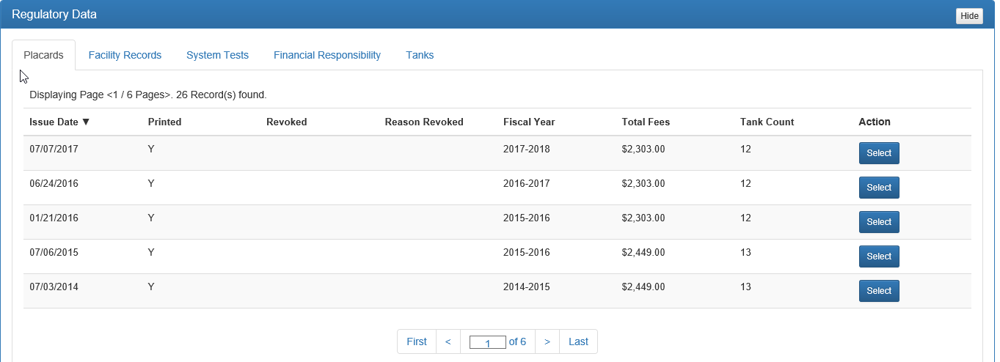 Regulatory Data Hide
Placards Facility Records System Tests Financial Responsibility Tanks
Displaying Page <1 / 6 Pages>. 26 Record(s) found.
Issue Date ▼ Printed Revoked Reason Revoked Fiscal Year Total Fees Tank Count Action
07/07/2017 Y 2017-2018 $2,303.00 12 Select
06/24/2016 Y 2016-2017 $2,303.00 12 Select
01/21/2016 Y 2015-2016 $2,303.00 12 Select
07/06/2015 Y 2015-2016 $2,449.00 13 Select
07/03/2014 Y 2014-2015 $2,449.00 13 Select
First < 1 of 6 > Last